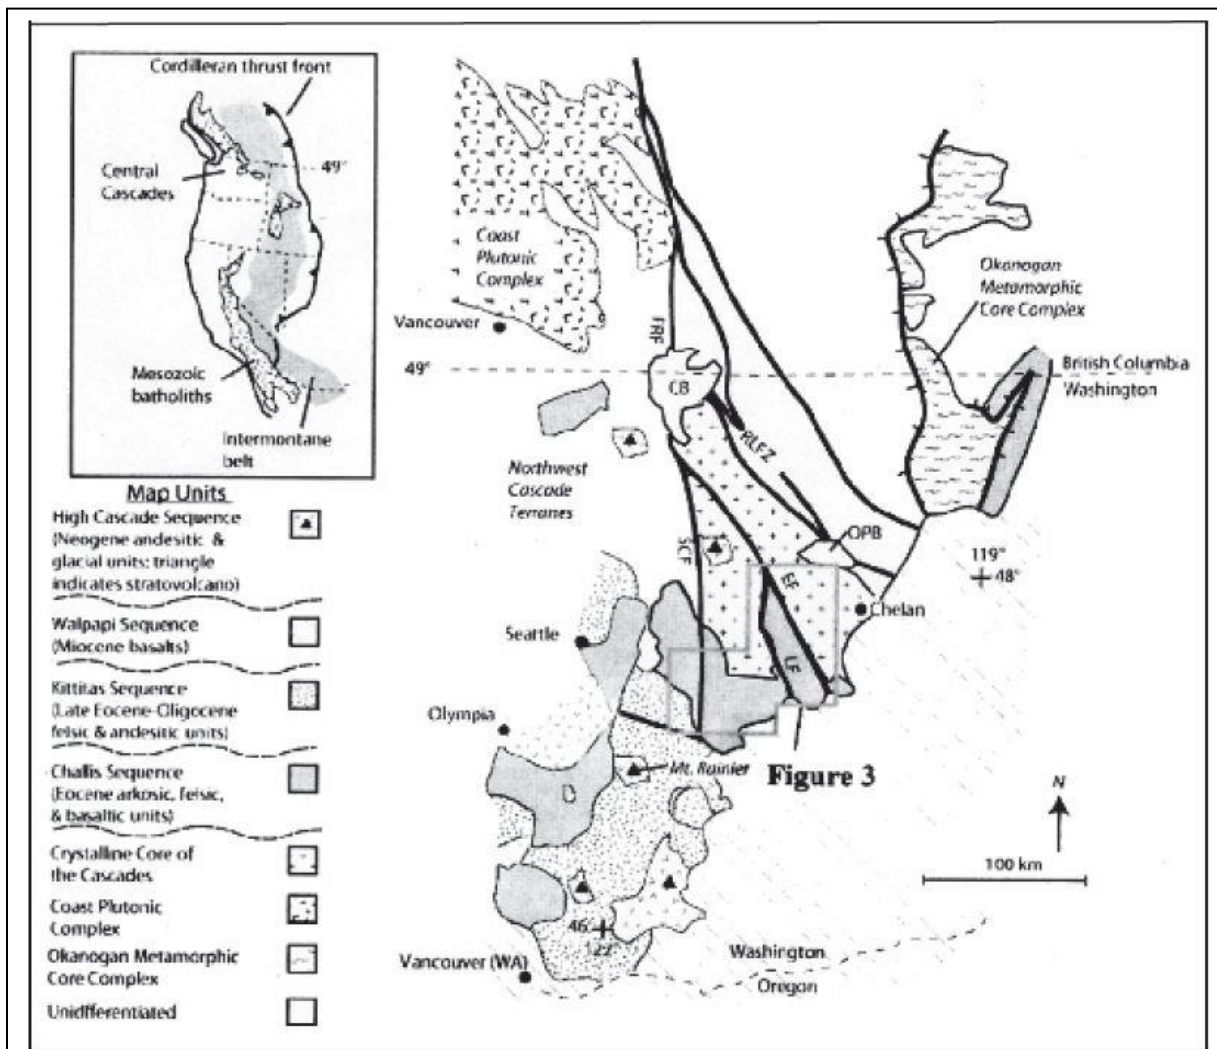 Cordilleran thrust front
49°
Central
Cascades
Mesozoic
batholiths
Intermontane
belt
Map Units
High Cascade Sequence
(Neogene andesitic &
glacial units; triangle
indicates stratovolcano)
Walpapi Sequence
(Miocene basalts)
Kittitas Sequence
(Late Eocene-Oligocene
felsic & andesitic units)
Challis Sequence
(Eocene arkosic, felsic,
& basaltic units)
Crystalline Core of
the Cascades
Coast Plutonic
Complex
Okanogan Metamorphic
Core Complex
Unidfferentiated
Coast
Plutonic
Complex
Vancouver
FRF
49°
CB
RLFZ
Northwest
Cascade
Terranes
SCF
OPB
EF
Chelan
LF
Seattle
Olympia
Mt. Rainier
Figure 3
Okanogan
Metamorphic
Core Complex
British Columbia
Washington
119°
48°
N
100 km
46°
122°
Vancouver (WA)
Washington
Oregon